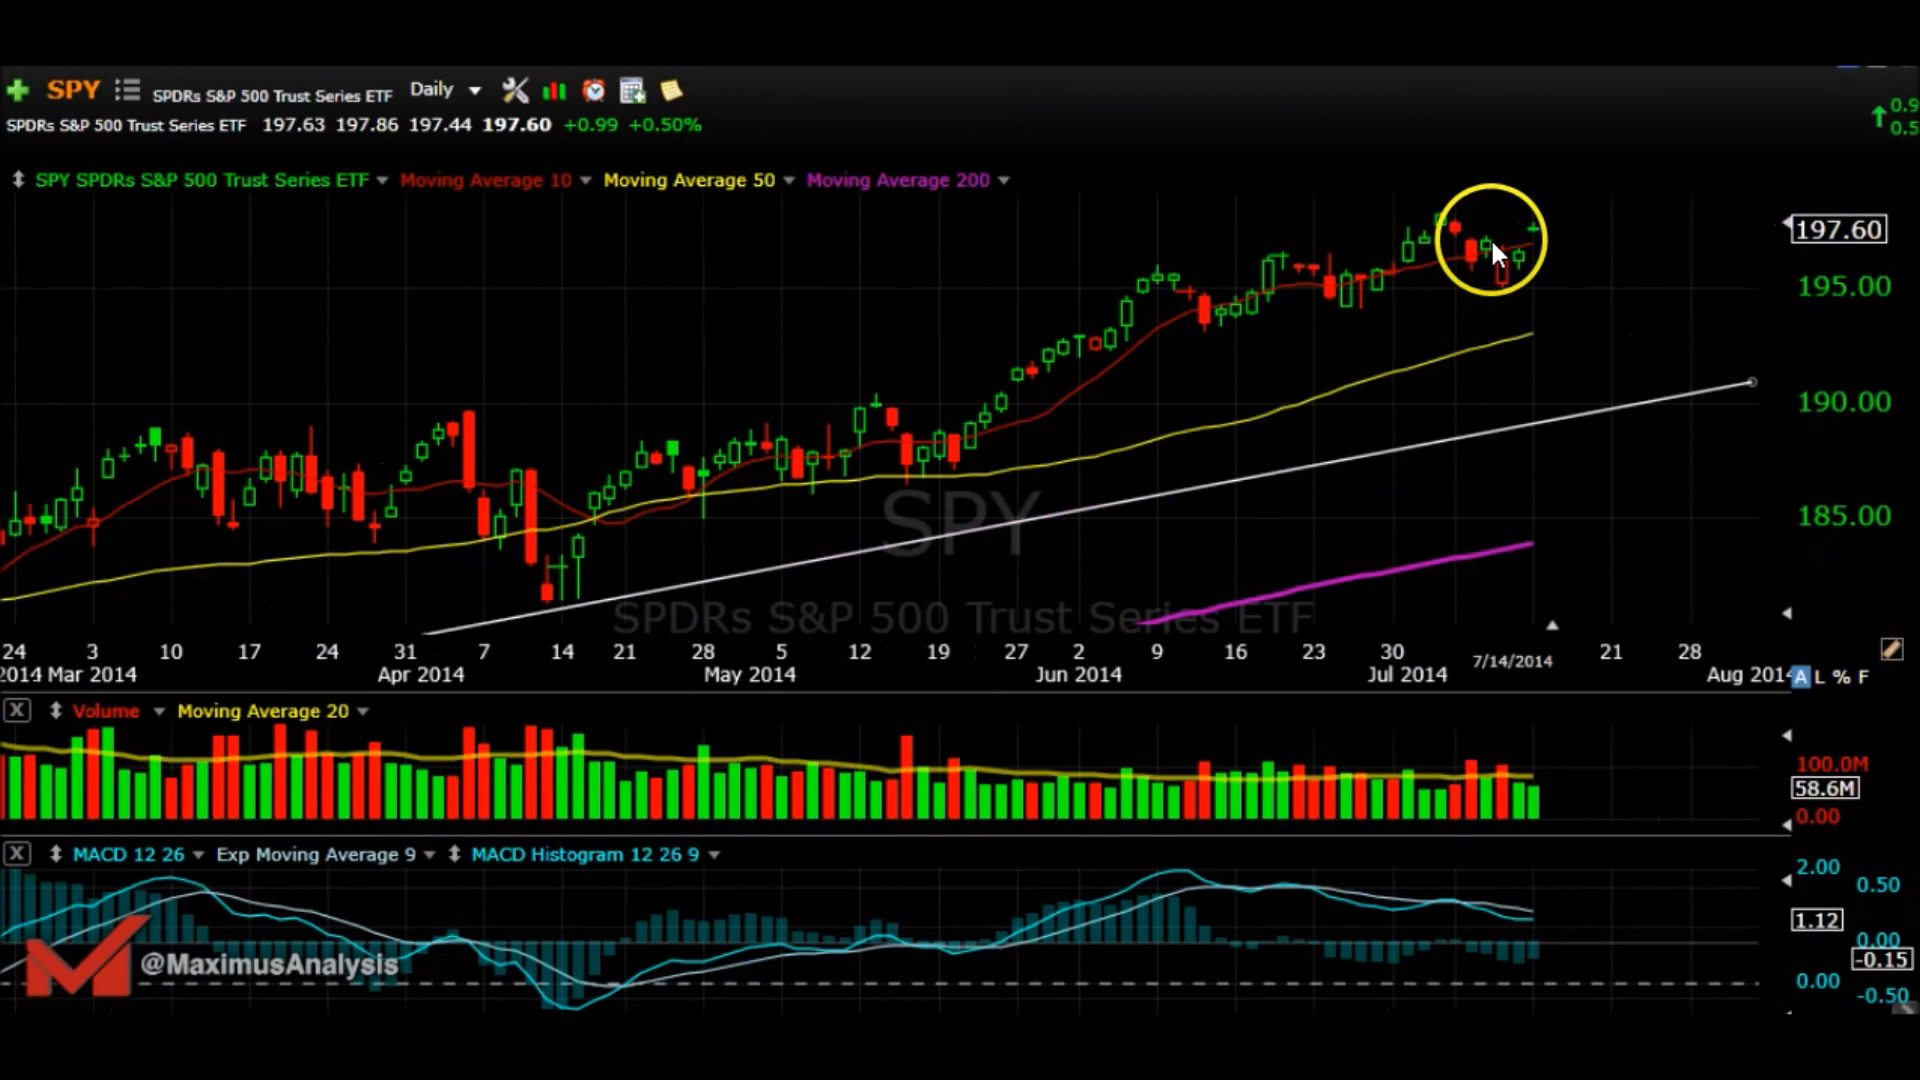 SPY SPDRs S&P 500 Trust Series ETF Daily
0.9
SPDRs S&P 500 Trust Series ETF 197.63 197.86 197.44 197.60 +0.99 +0.50%
0.5
SPY SPDRs S&P 500 Trust Series ETF Moving Average 10 Moving Average 50 Moving Average 200
197.60
195.00
190.00
185.00
SPY
SPDRs S&P 500 Trust Series ETF
24 3 10 17 24 31 7 14 21 28 5 12 19 27 2 9 16 23 30 7/14/2014 21 28
2014 Mar 2014 Apr 2014 May 2014 Jun 2014 Jul 2014 Aug 2014 A L % F
X Volume Moving Average 20
100.0M
58.6M
0.00
X MACD 12 26 Exp Moving Average 9 MACD Histogram 12 26 9
2.00
0.50
1.12
0.00
-0.15
0.00
-0.50
@MaximusAnalysis